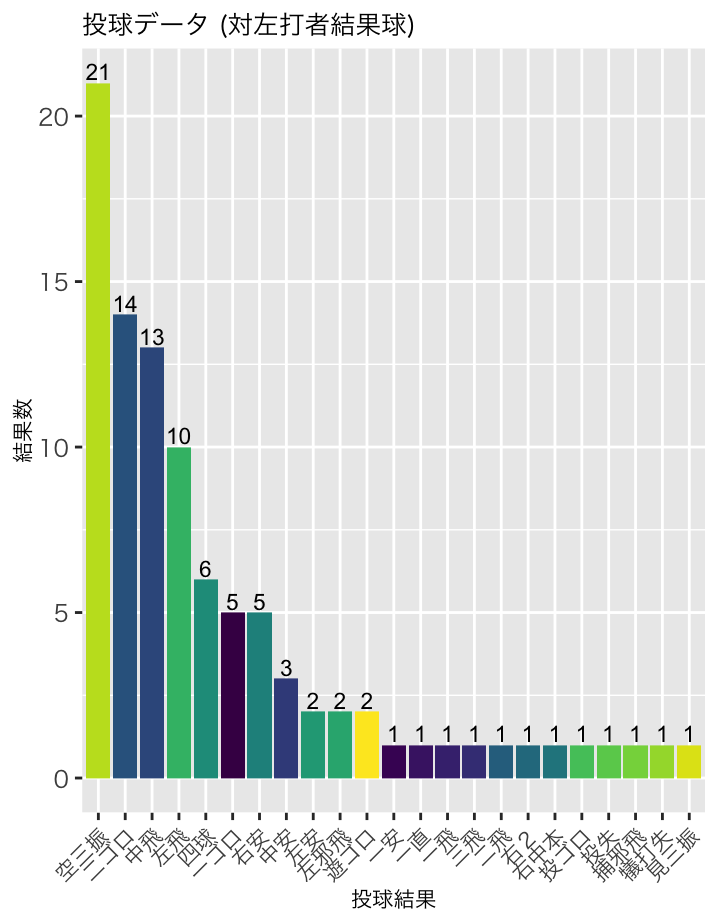 投球データ (対左打者結果球)
結果数
20
15
10
5
0
21
14
13
10
6
5
5
3
2
2
2
1
1
1
1
1
1
1
1
1
1
1
1
空三振
二ゴロ
中飛
左飛
四球
一ゴロ
右安
中安
左安
左邪飛
遊ゴロ
一安
一直
一飛
三飛
二飛
右２
右中本
投ゴロ
投失
捕邪飛
犠打失
見三振
投球結果